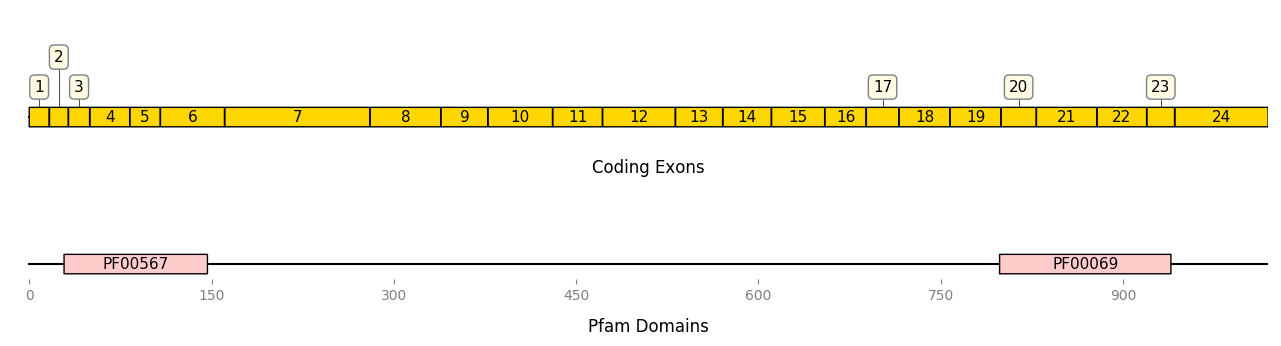 2
1 3 17 20 23
4 5 6 7 8 9 10 11 12 13 14 15 16 18 19 21 22 24
Coding Exons
PF00567 PF00069
0 150 300 450 600 750 900
Pfam Domains